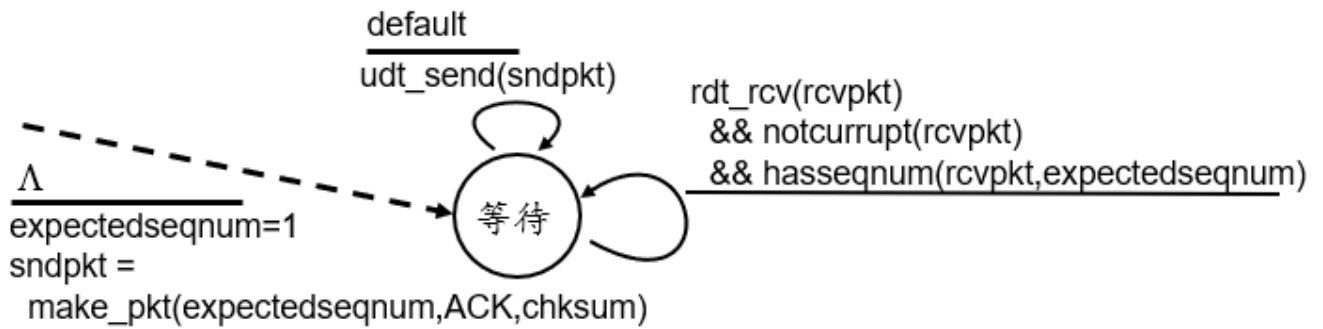 default
udt_send(sndpkt)
rdt_rcv(rcvpkt)
&& notcurrupt(rcvpkt)
&& hasseqnum(rcvpkt,expectedseqnum)
Λ
expectedseqnum=1
sndpkt =
make_pkt(expectedseqnum,ACK,chksum)
等待